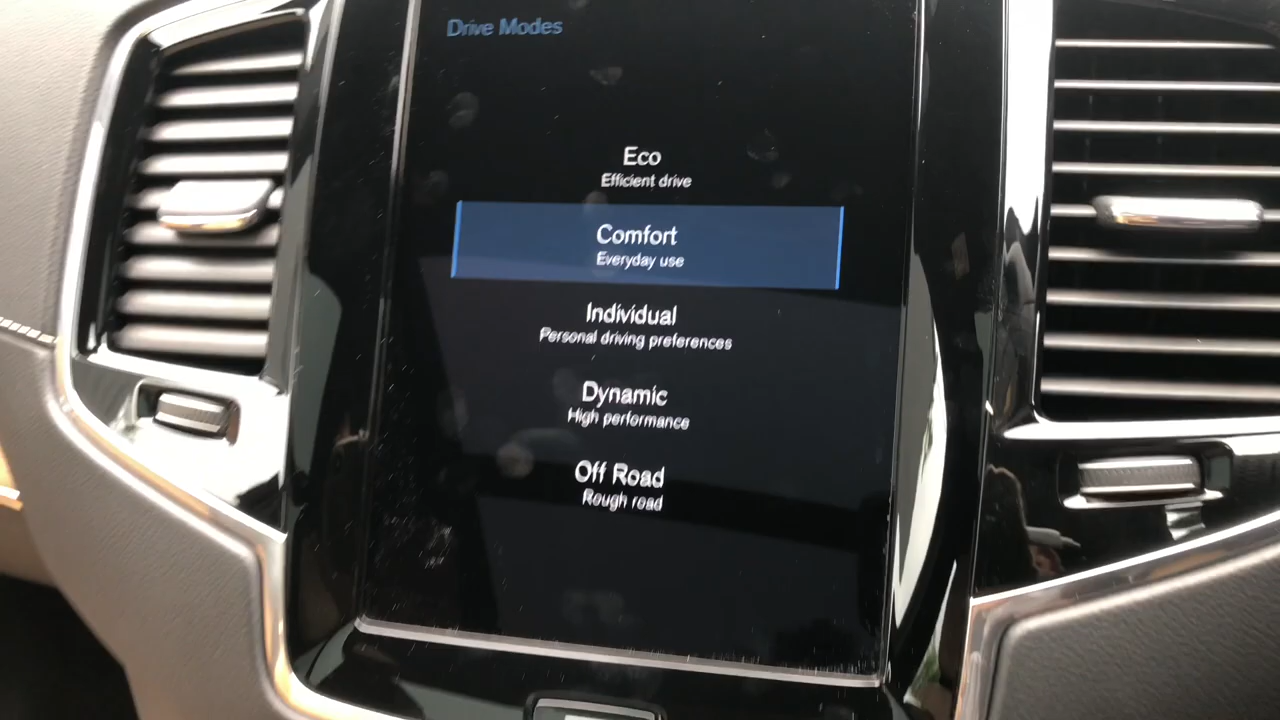 Drive Modes
Eco
Efficient drive
Comfort
Everyday use
Individual
Personal driving preferences
Dynamic
High performance
Off Road
Rough road